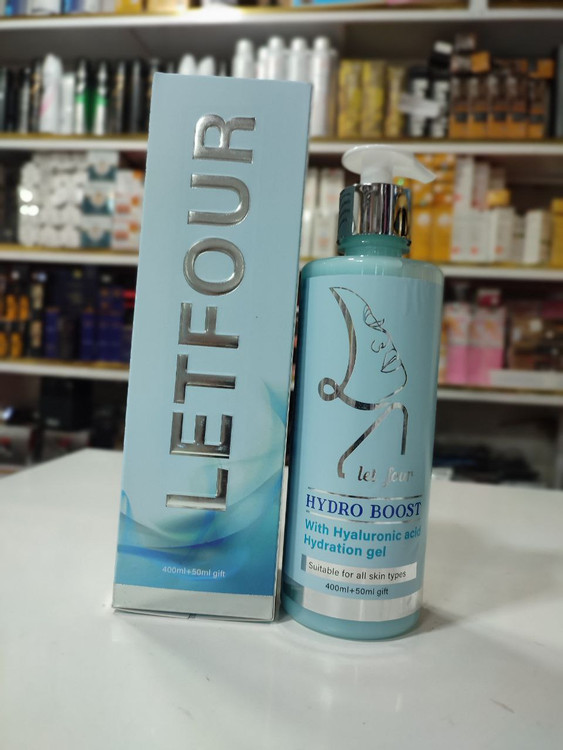 LETFOUR
400ml+50ml gift
let four
HYDRO BOOST
With Hyaluronic acid
Hydration gel
Suitable for all skin types
400ml+50ml gift